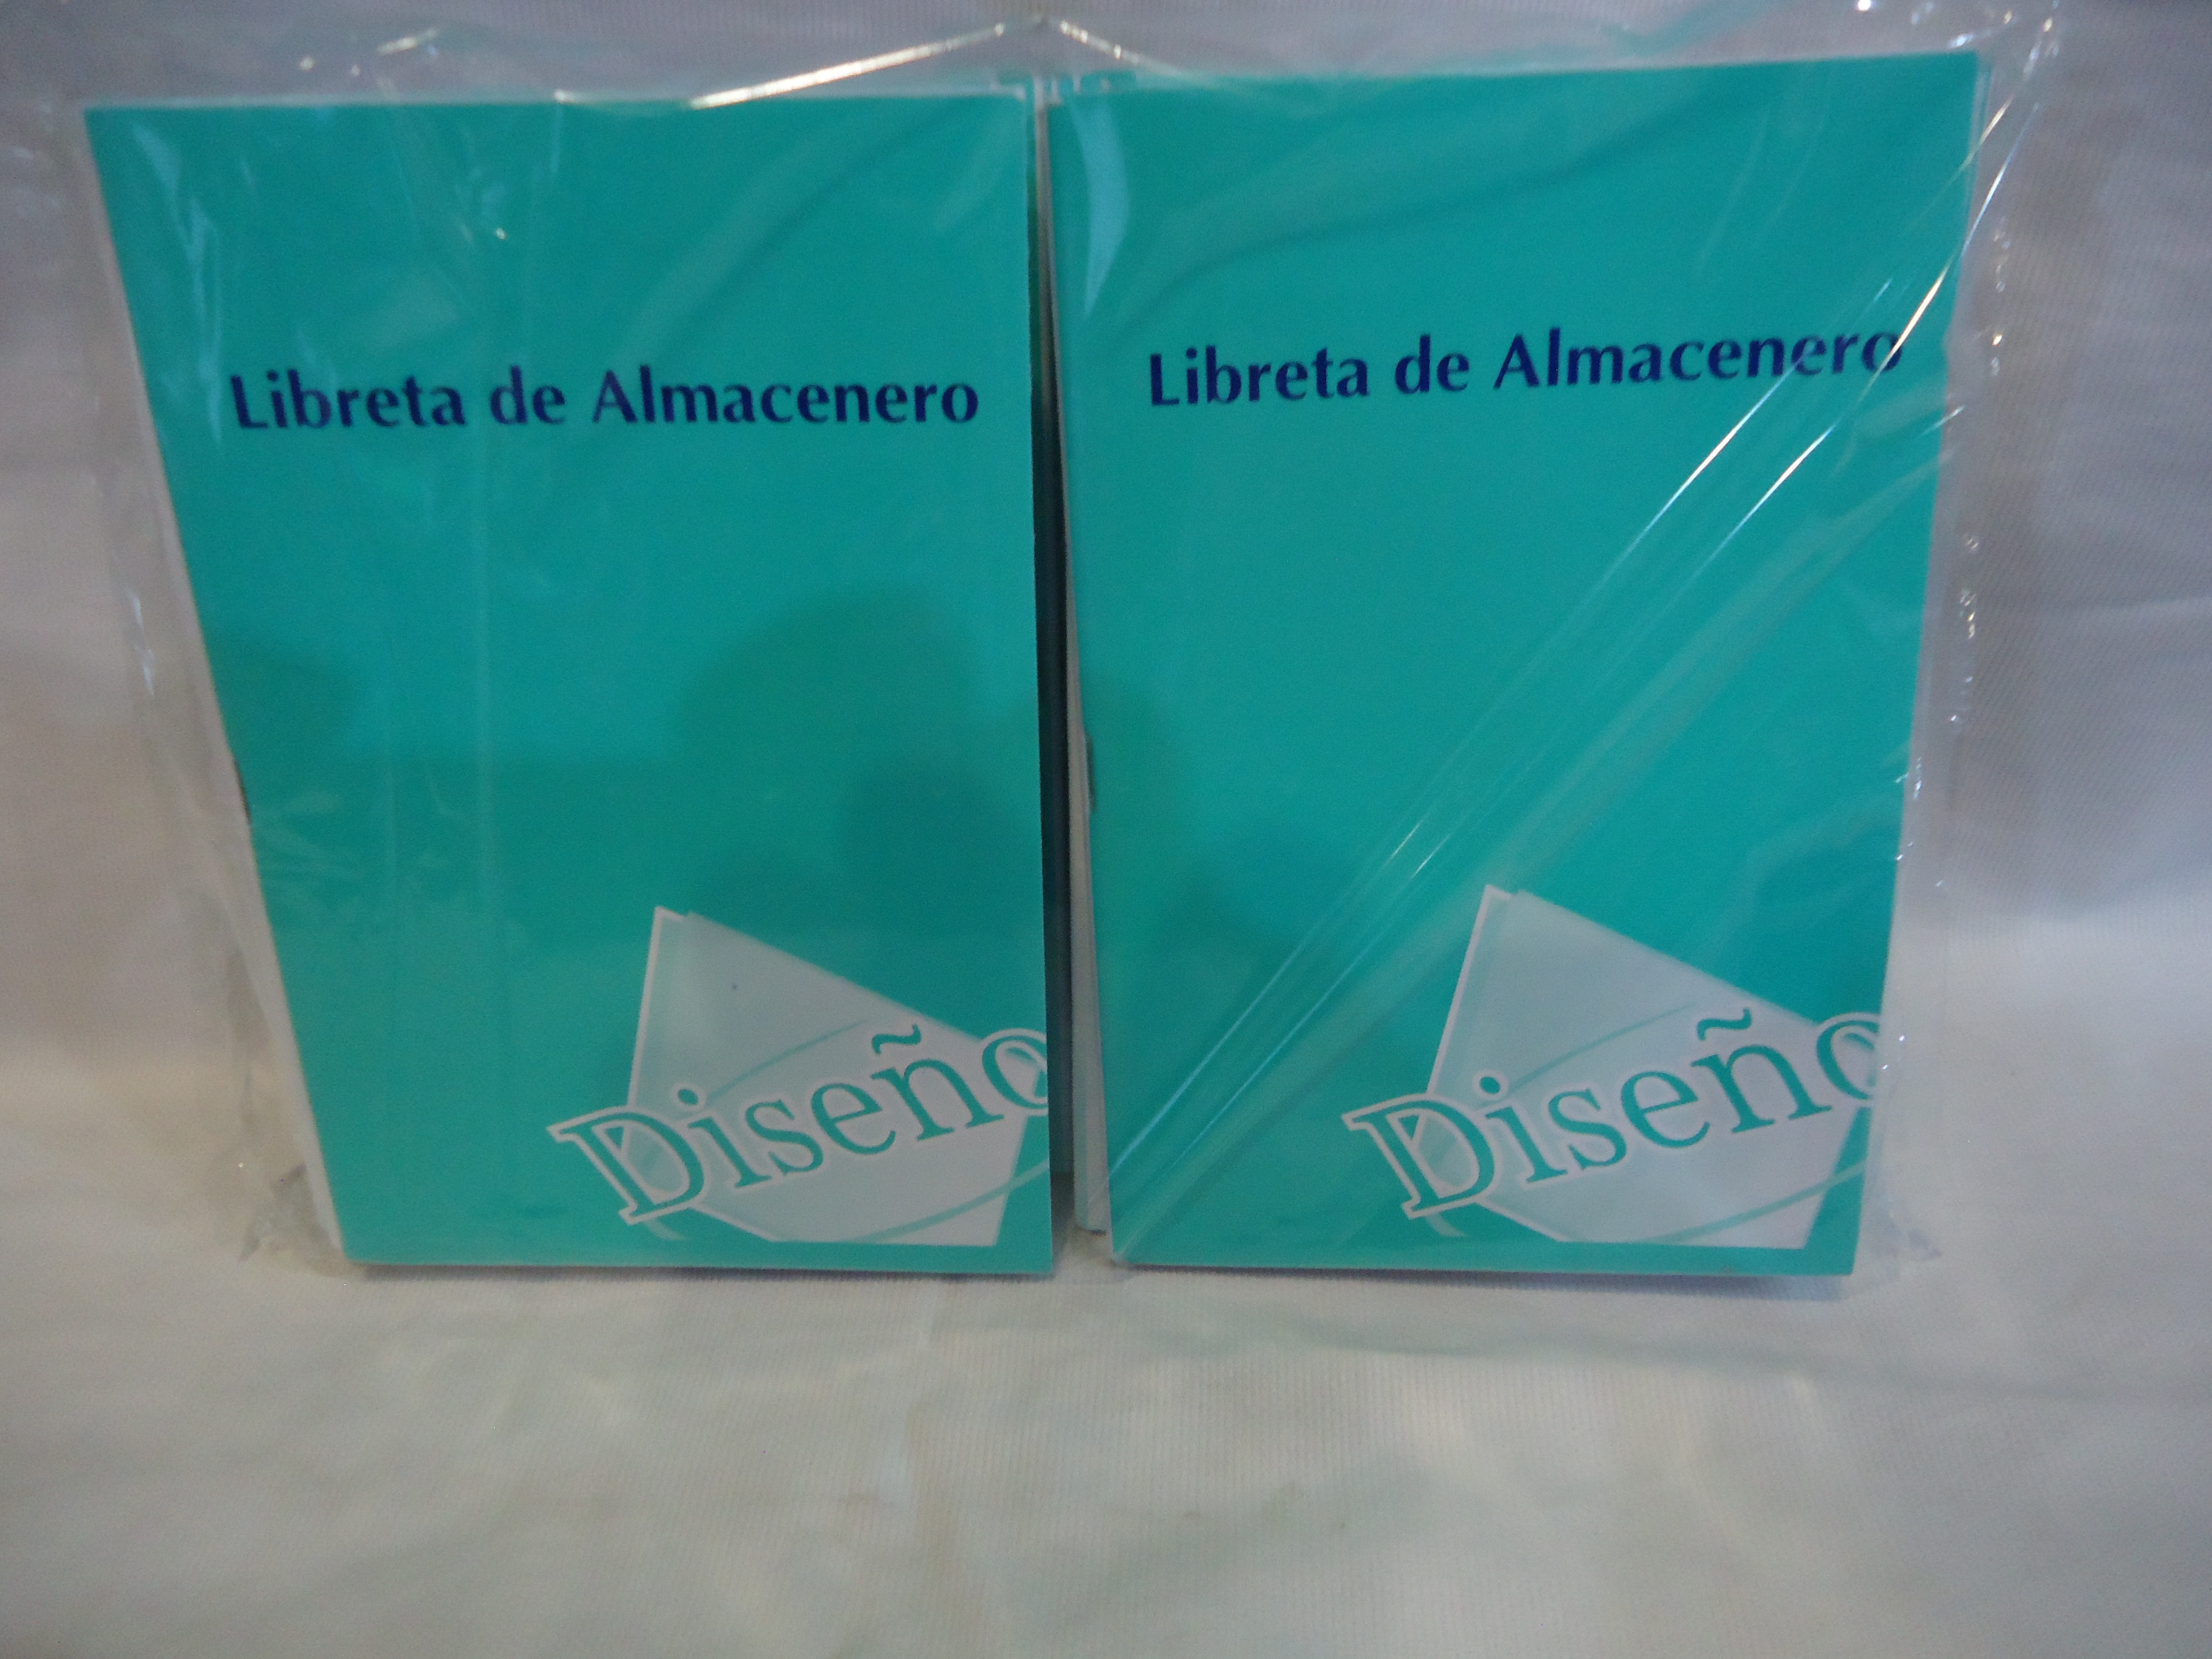 Libreta de Almacenero
Diseño
Libreta de Almacenero
Diseño